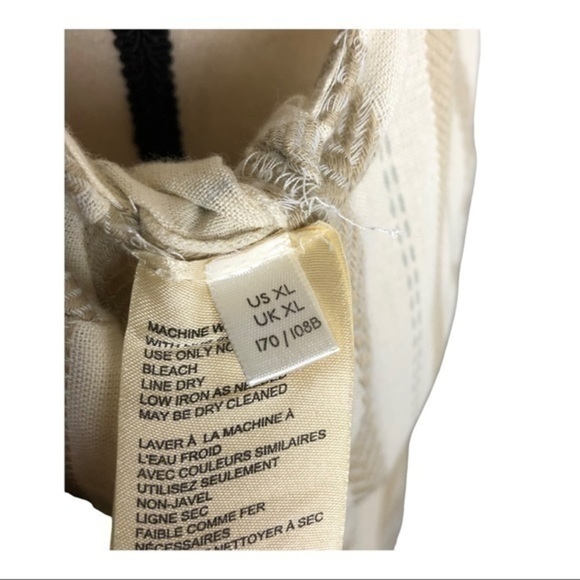 US XL
UK XL
170 / 108B
MACHINE
USE ONLY
BLEACH
LINE DRY
LOW IRON AS NEEDED
MAY BE DRY CLEANED
LAVER À LA MACHINE À
L'EAU FROID
AVEC COULEURS SIMILAIRES
UTILISEZ SEULEMENT
NON-JAVEL
LIGNE SEC
FAIBLE COMME FER
NÉCESSAIRES
NETTOYER À SEC